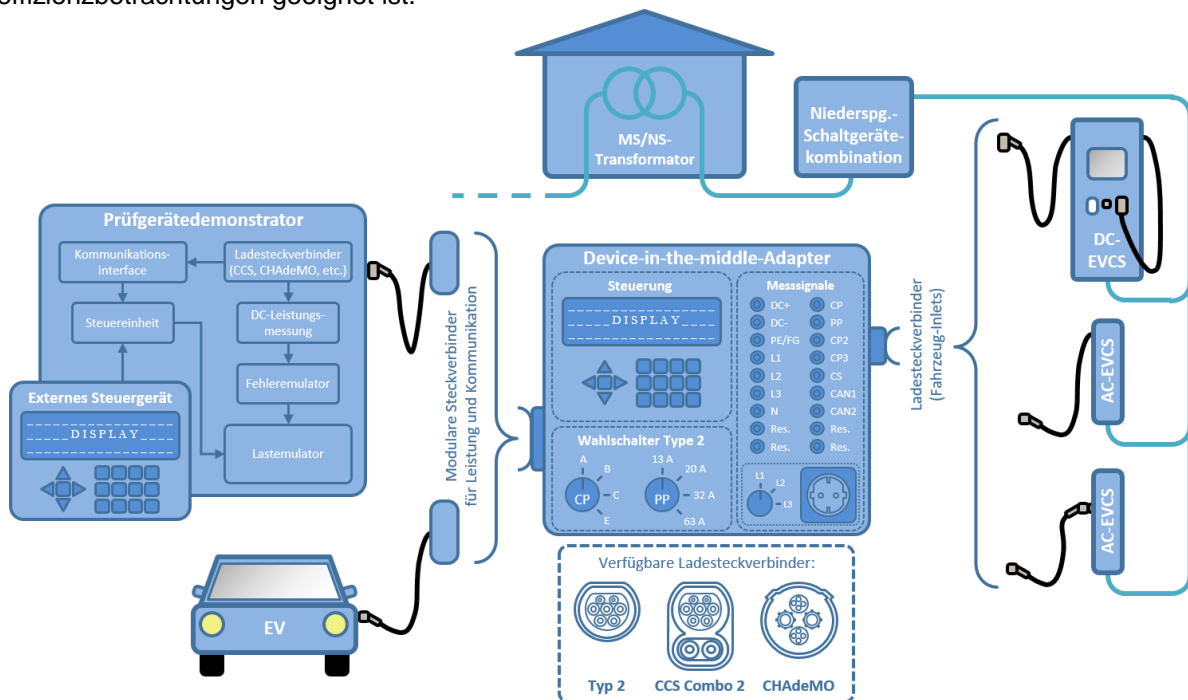 effizienzbetrachtungen geeignet ist.
MS/NS-
Transformator
Niederspg.-
Schaltgeräte-
kombination
Prüfgerätedemonstrator
Kommunikations-
interface
Ladesteckverbinder
(CCS, CHAdeMO, etc.)
Steuereinheit
DC-Leistungs-
messung
Fehleremulator
Lastemulator
Externes Steuergerät
DISPLAY
Modulare Steckverbinder
für Leistung und Kommunikation
EV
Device-in-the-middle-Adapter
Steuerung
DISPLAY
Messsignale
DC+ CP
DC- PP
PE/FG CP2
L1 CP3
L2 CS
L3 CAN1
N CAN2
Res. Res.
Res. Res.
Wahlschalter Type 2
A
B
C
E
CP
13 A
20 A
32 A
63 A
PP
L1
L2
L3
Ladesteckverbinder
(Fahrzeug-Inlets)
DC-
EVCS
AC-EVCS
AC-EVCS
Verfügbare Ladesteckverbinder:
Typ 2 CCS Combo 2 CHAdeMO